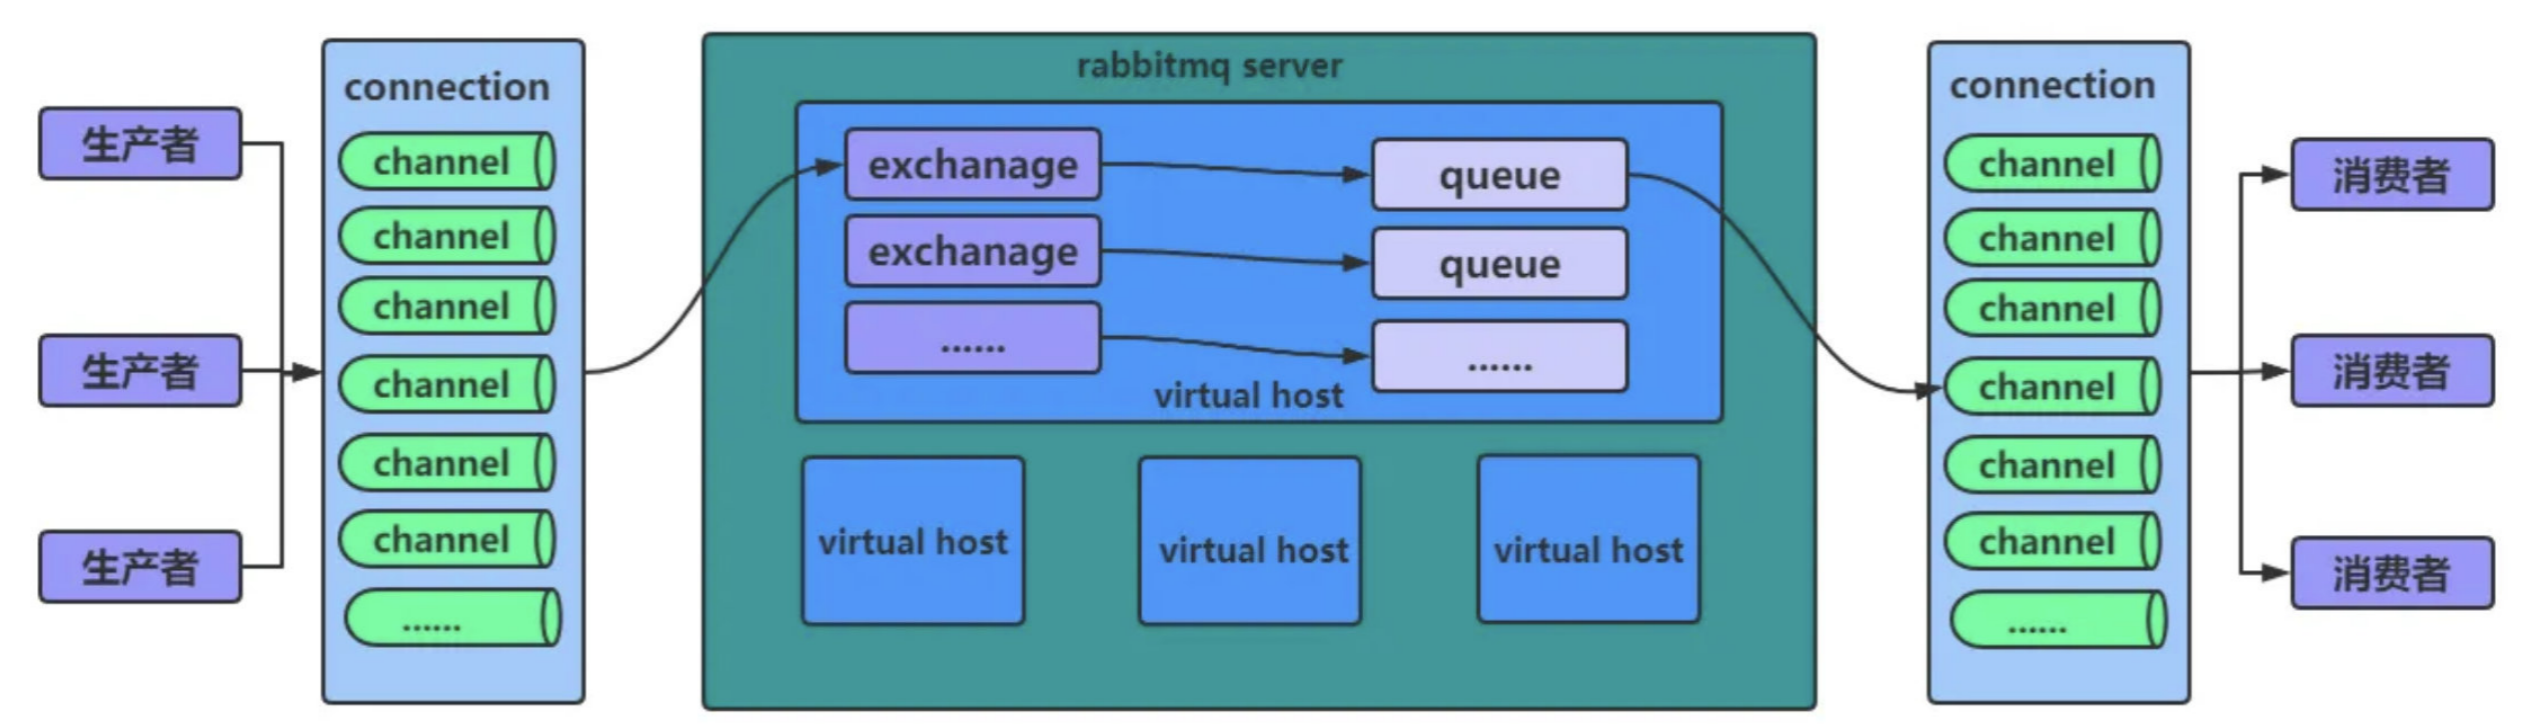 生产者
生产者
生产者
connection
channel
channel
channel
channel
channel
channel
......
rabbitmq server
exchanage
queue
exchanage
queue
......
......
virtual host
virtual host
virtual host
virtual host
connection
channel
channel
channel
channel
channel
channel
......
消费者
消费者
消费者